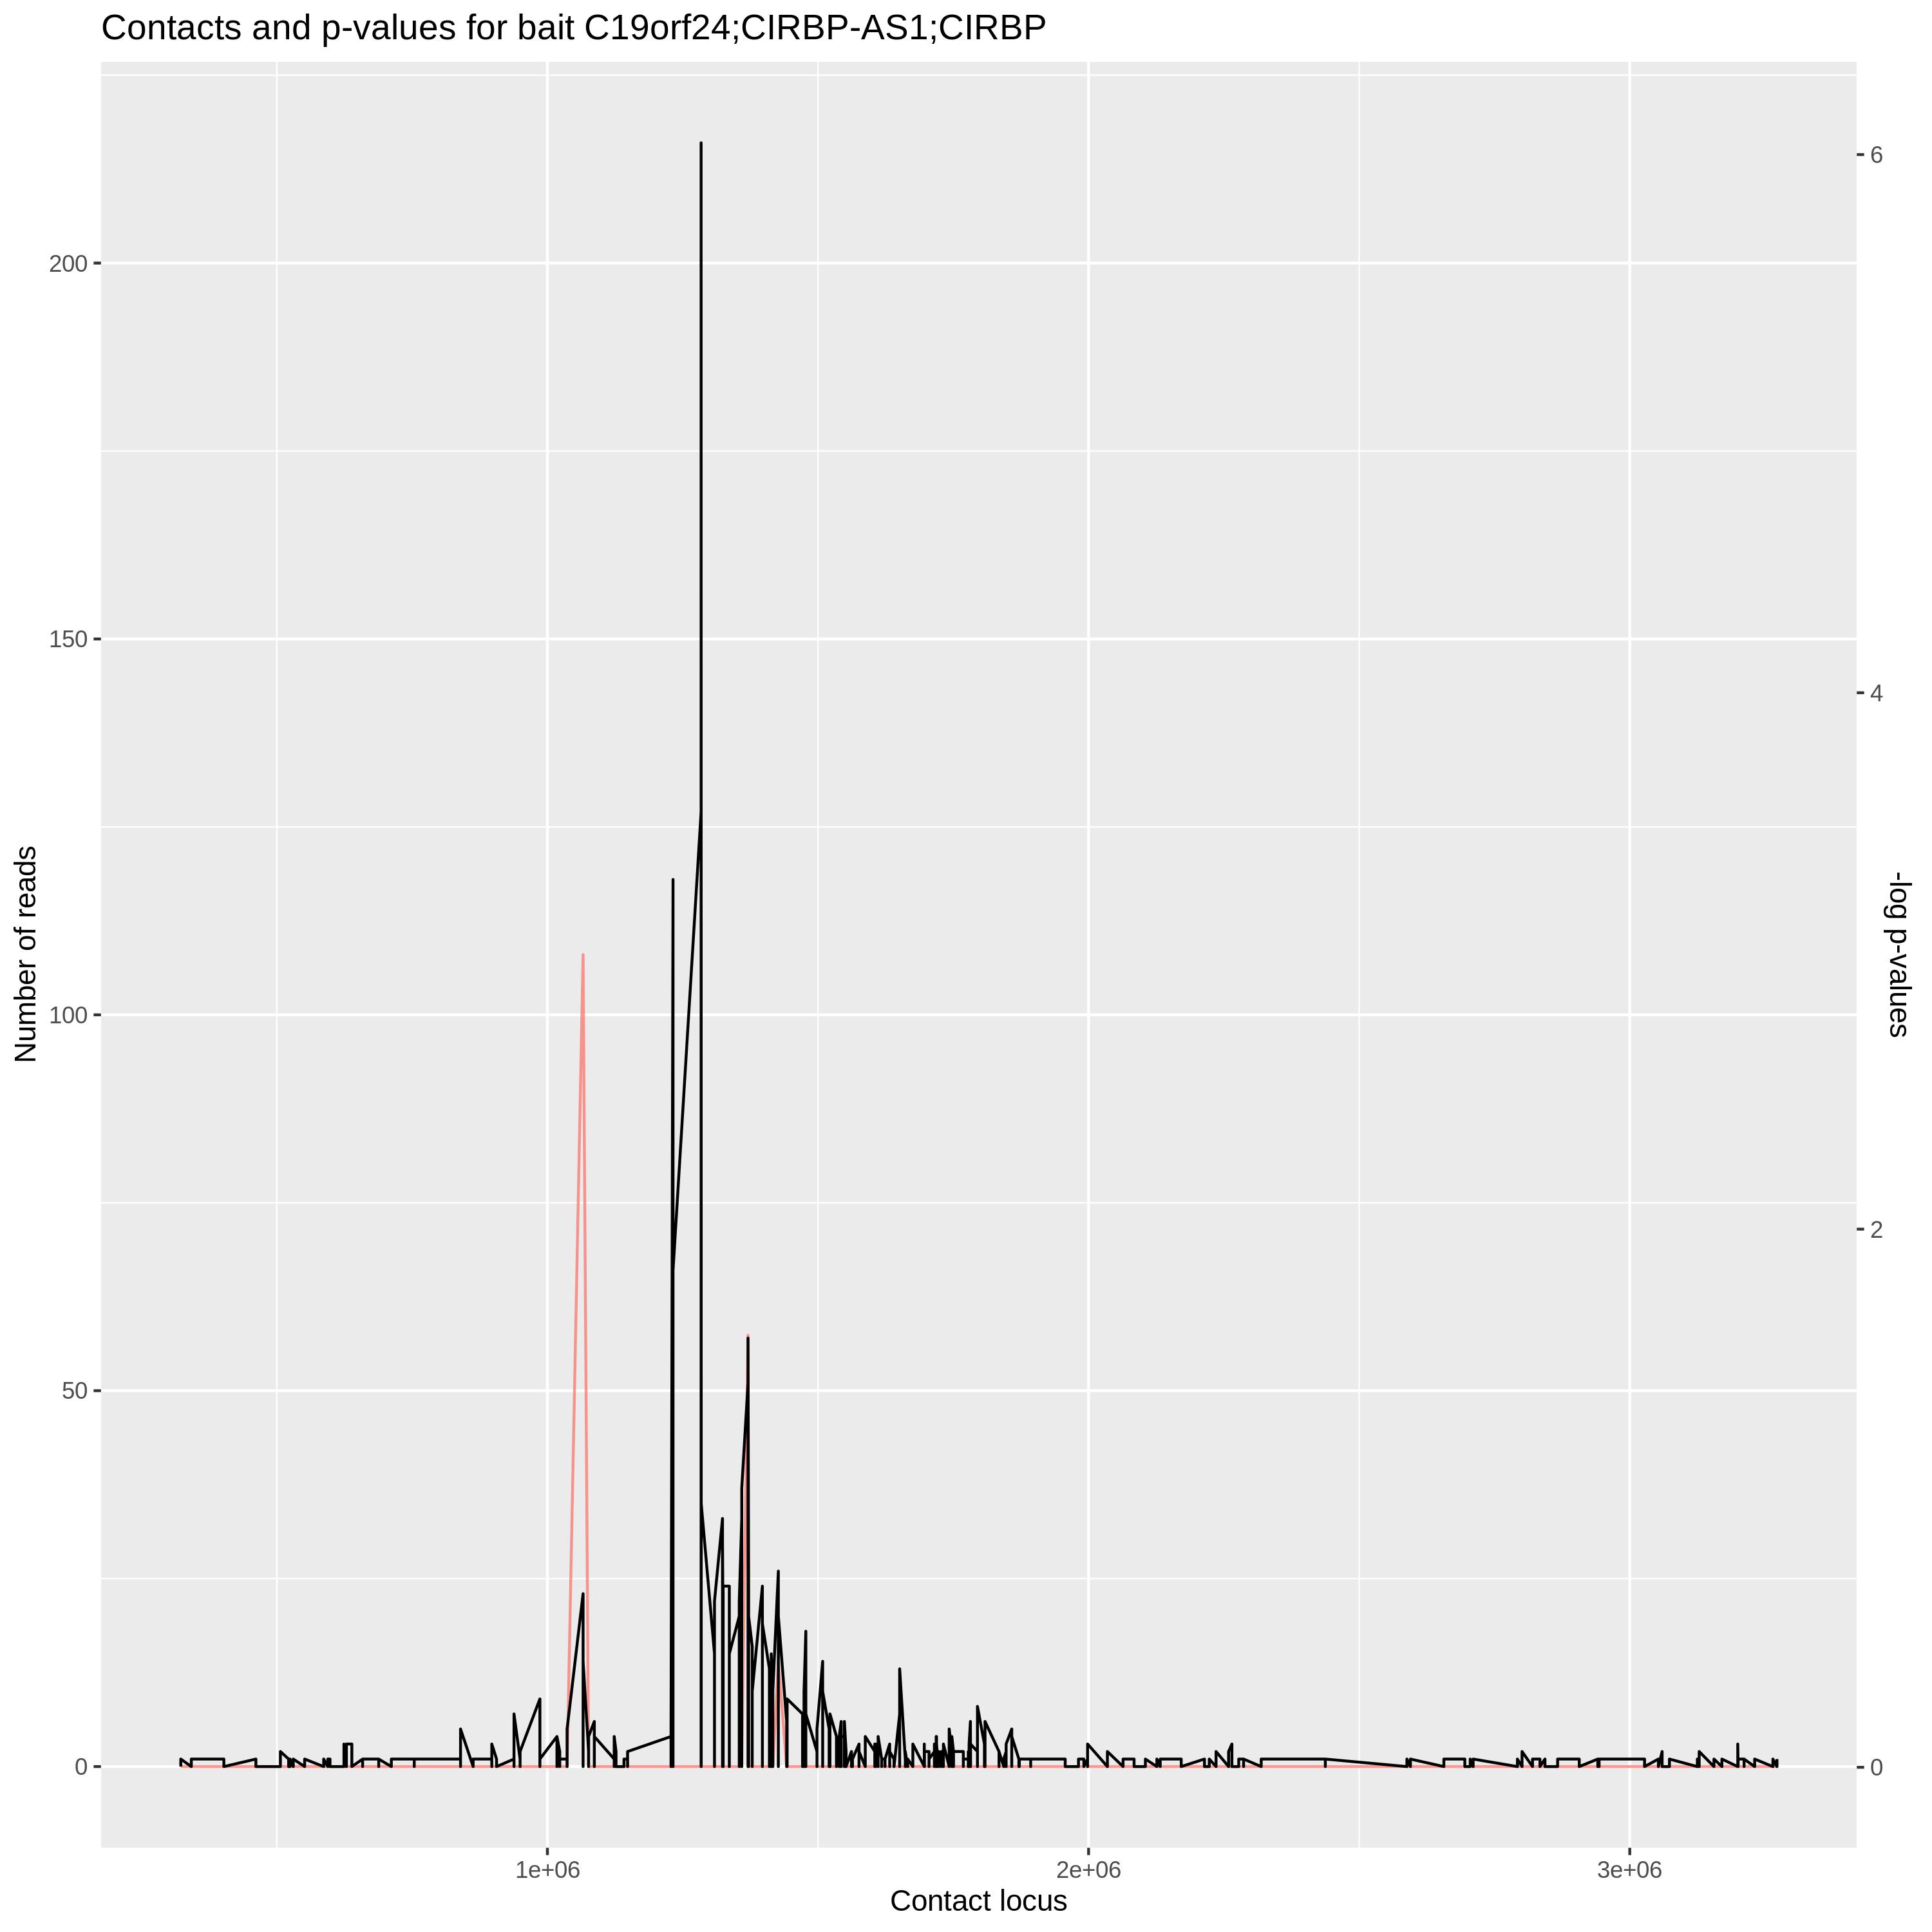 Contacts and p-values for bait C19orf24;CIRBP-AS1;CIRBP
Number of reads
200
150
100
50
0
6
4
2
0
-log p-values
1e+06
2e+06
3e+06
Contact locus